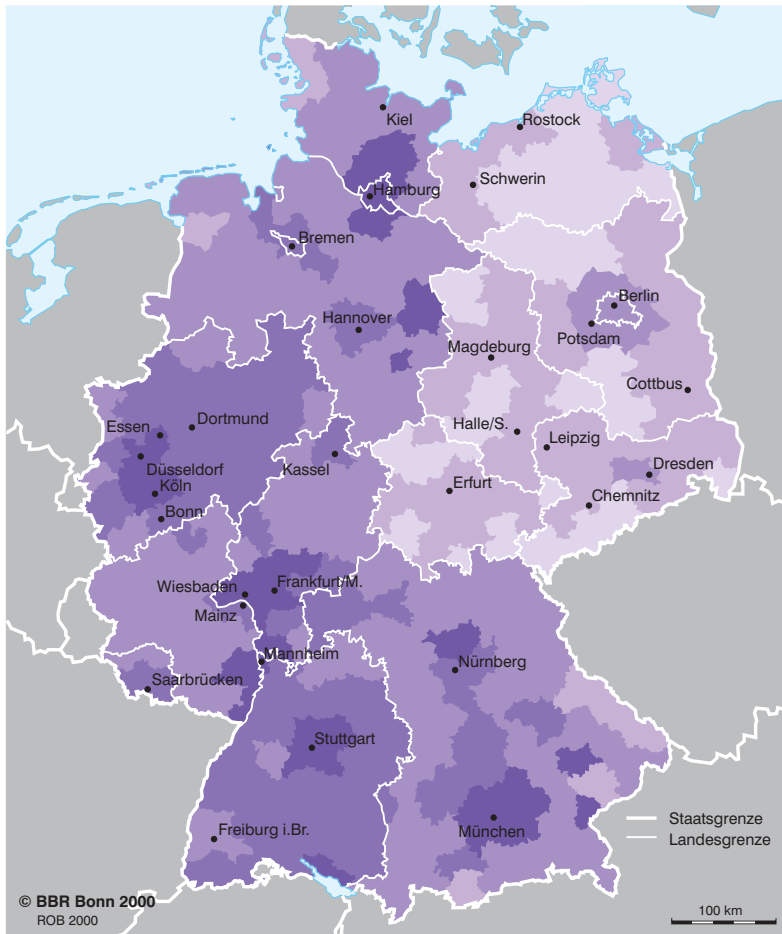 Kiel
Rostock
Schwerin
Hamburg
Bremen
Berlin
Hannover
Potsdam
Magdeburg
Cottbus
Essen
Dortmund
Halle/S.
Leipzig
Düsseldorf
Kassel
Dresden
Köln
Erfurt
Chemnitz
Bonn
Wiesbaden
Frankfurt/M.
Mainz
Mannheim
Nürnberg
Saarbrücken
Stuttgart
München
Staatsgrenze
Freiburg i.Br.
Landesgrenze
© BBR Bonn 2000
ROB 2000
100 km